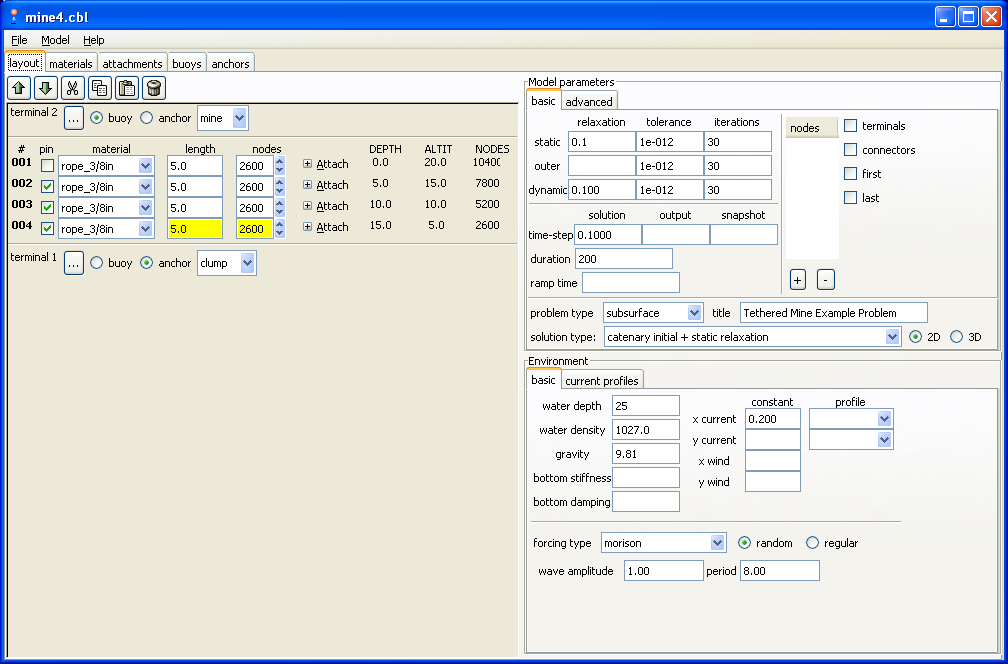 mine4.cbl
File Model Help
layout materials attachments buoys anchors
terminal 2 ... buoy anchor mine
# pin material length nodes DEPTH ALTIT NODES
001 rope_3/8in 5.0 2600 Attach 0.0 20.0 10400
002 rope_3/8in 5.0 2600 Attach 5.0 15.0 7800
003 rope_3/8in 5.0 2600 Attach 10.0 10.0 5200
004 rope_3/8in 5.0 2600 Attach 15.0 5.0 2600
terminal 1 ... buoy anchor clump
Model parameters
basic advanced
relaxation tolerance iterations
static 0.1 1e-012 30
outer 1e-012 30
dynamic 0.100 1e-012 30
solution output snapshot
time-step 0.1000
duration 200
ramp time
nodes
terminals
connectors
first
last
+ -
problem type subsurface title Tethered Mine Example Problem
solution type: catenary initial + static relaxation 2D 3D
Environment
basic current profiles
water depth 25
water density 1027.0
gravity 9.81
bottom stiffness
bottom damping
constant profile
x current 0.200
y current
x wind
y wind
forcing type morison random regular
wave amplitude 1.00 period 8.00